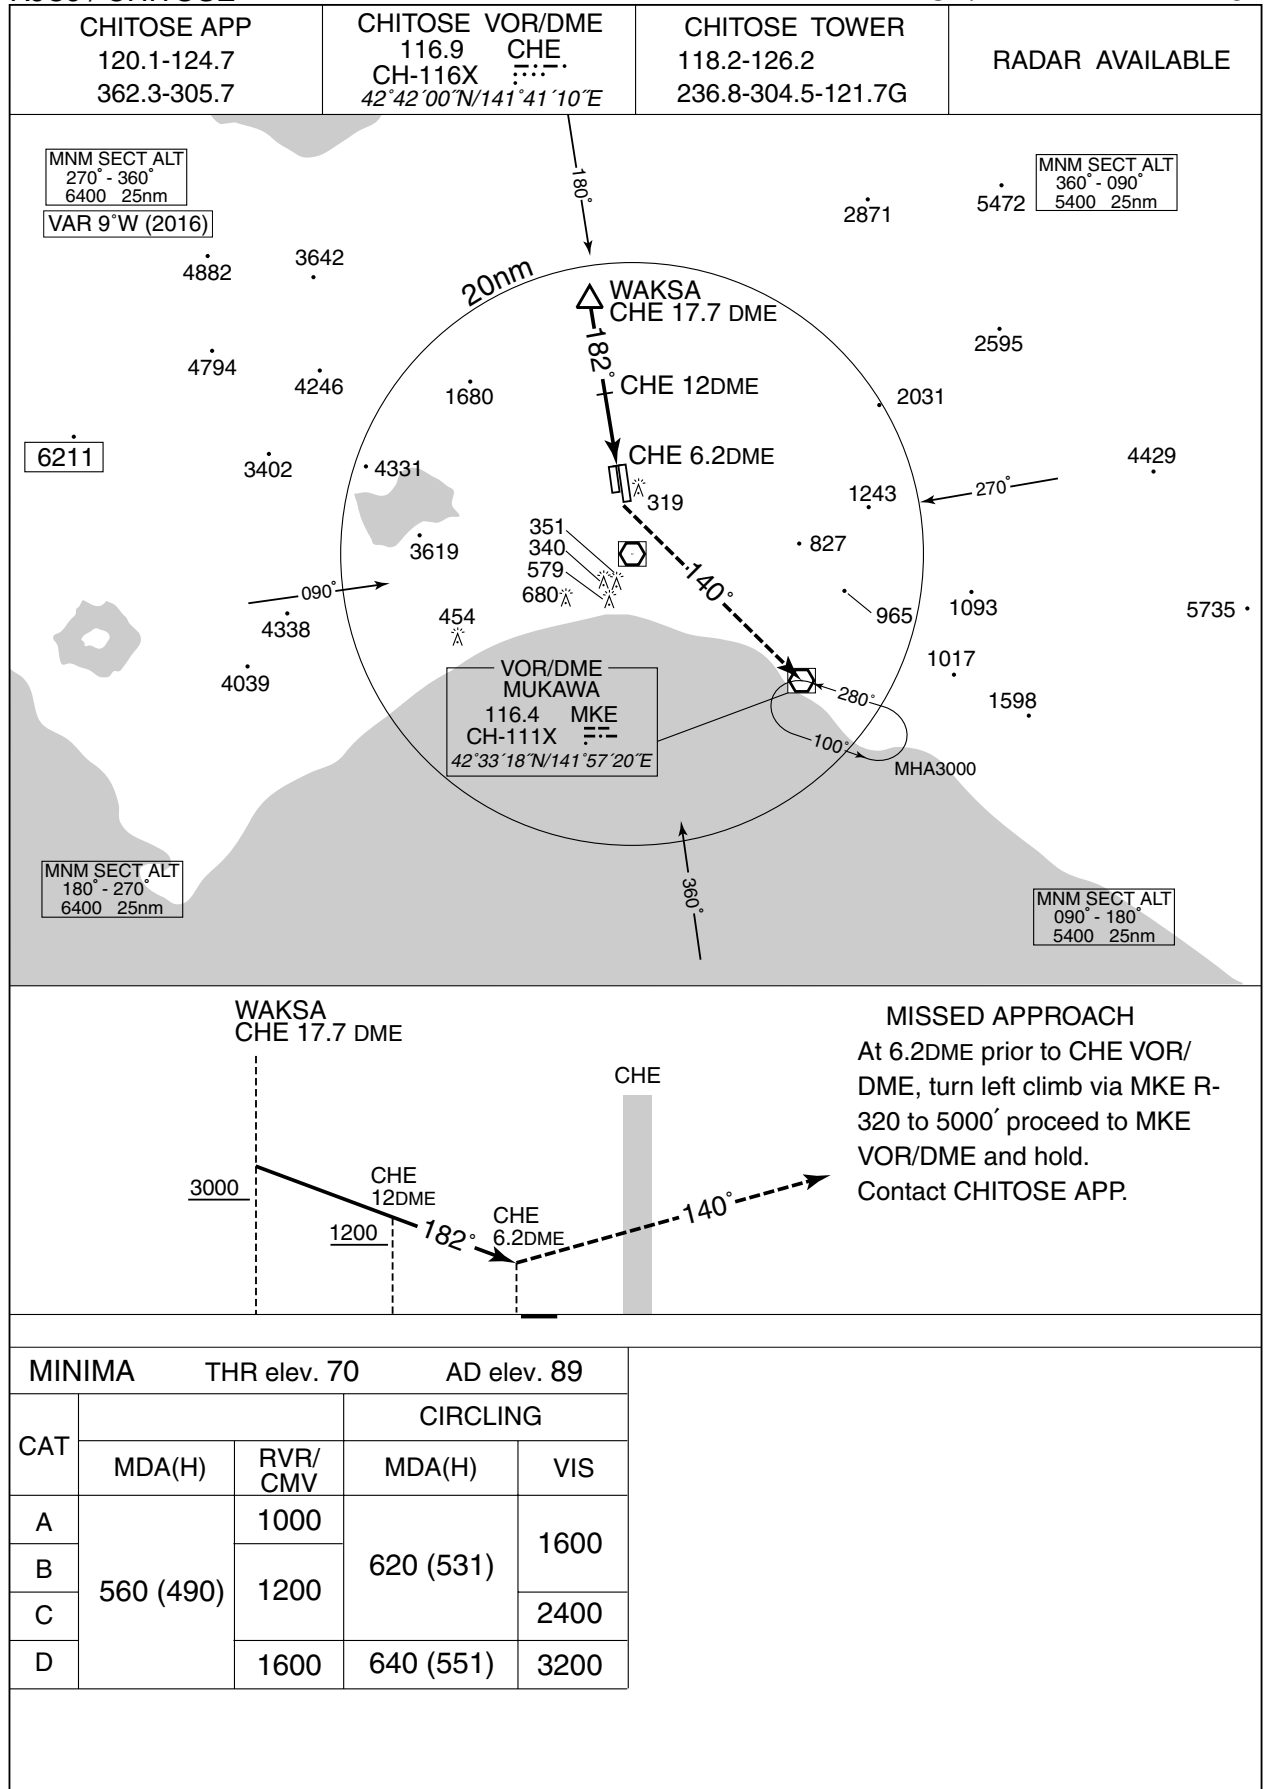 CHITOSE APP
120.1-124.7
362.3-305.7
CHITOSE VOR/DME
116.9 CHE
CH-116X
42°42´00˝N/141°41´10˝E
CHITOSE TOWER
118.2-126.2
236.8-304.5-121.7G
RADAR AVAILABLE
MNM SECT ALT
270° - 360°
6400 25nm
VAR 9°W (2016)
MNM SECT ALT
360° - 090°
5400 25nm
180°
2871
5472
4882
3642
20nm
WAKSA
CHE 17.7 DME
182°
2595
4794
4246
1680
CHE 12DME
2031
6211
3402
4331
CHE 6.2DME
4429
319
1243
270°
351
340
579
680
3619
827
090°
4338
454
140°
965
1093
5735
4039
1017
1598
VOR/DME
MUKAWA
116.4 MKE
CH-111X
42°33´18˝N/141°57´20˝E
280°
100°
MHA3000
360°
MNM SECT ALT
180° - 270°
6400 25nm
MNM SECT ALT
090° - 180°
5400 25nm
WAKSA
CHE 17.7 DME
CHE
3000
CHE
12DME
1200
182°
CHE
6.2DME
140°
MISSED APPROACH
At 6.2DME prior to CHE VOR/
DME, turn left climb via MKE R-
320 to 5000´ proceed to MKE
VOR/DME and hold.
Contact CHITOSE APP.
MINIMA THR elev. 70 AD elev. 89
CAT
CIRCLING
MDA(H)
RVR/
CMV
MDA(H)
VIS
A
1000
1600
B
560 (490)
1200
620 (531)
C
2400
D
1600
640 (551)
3200